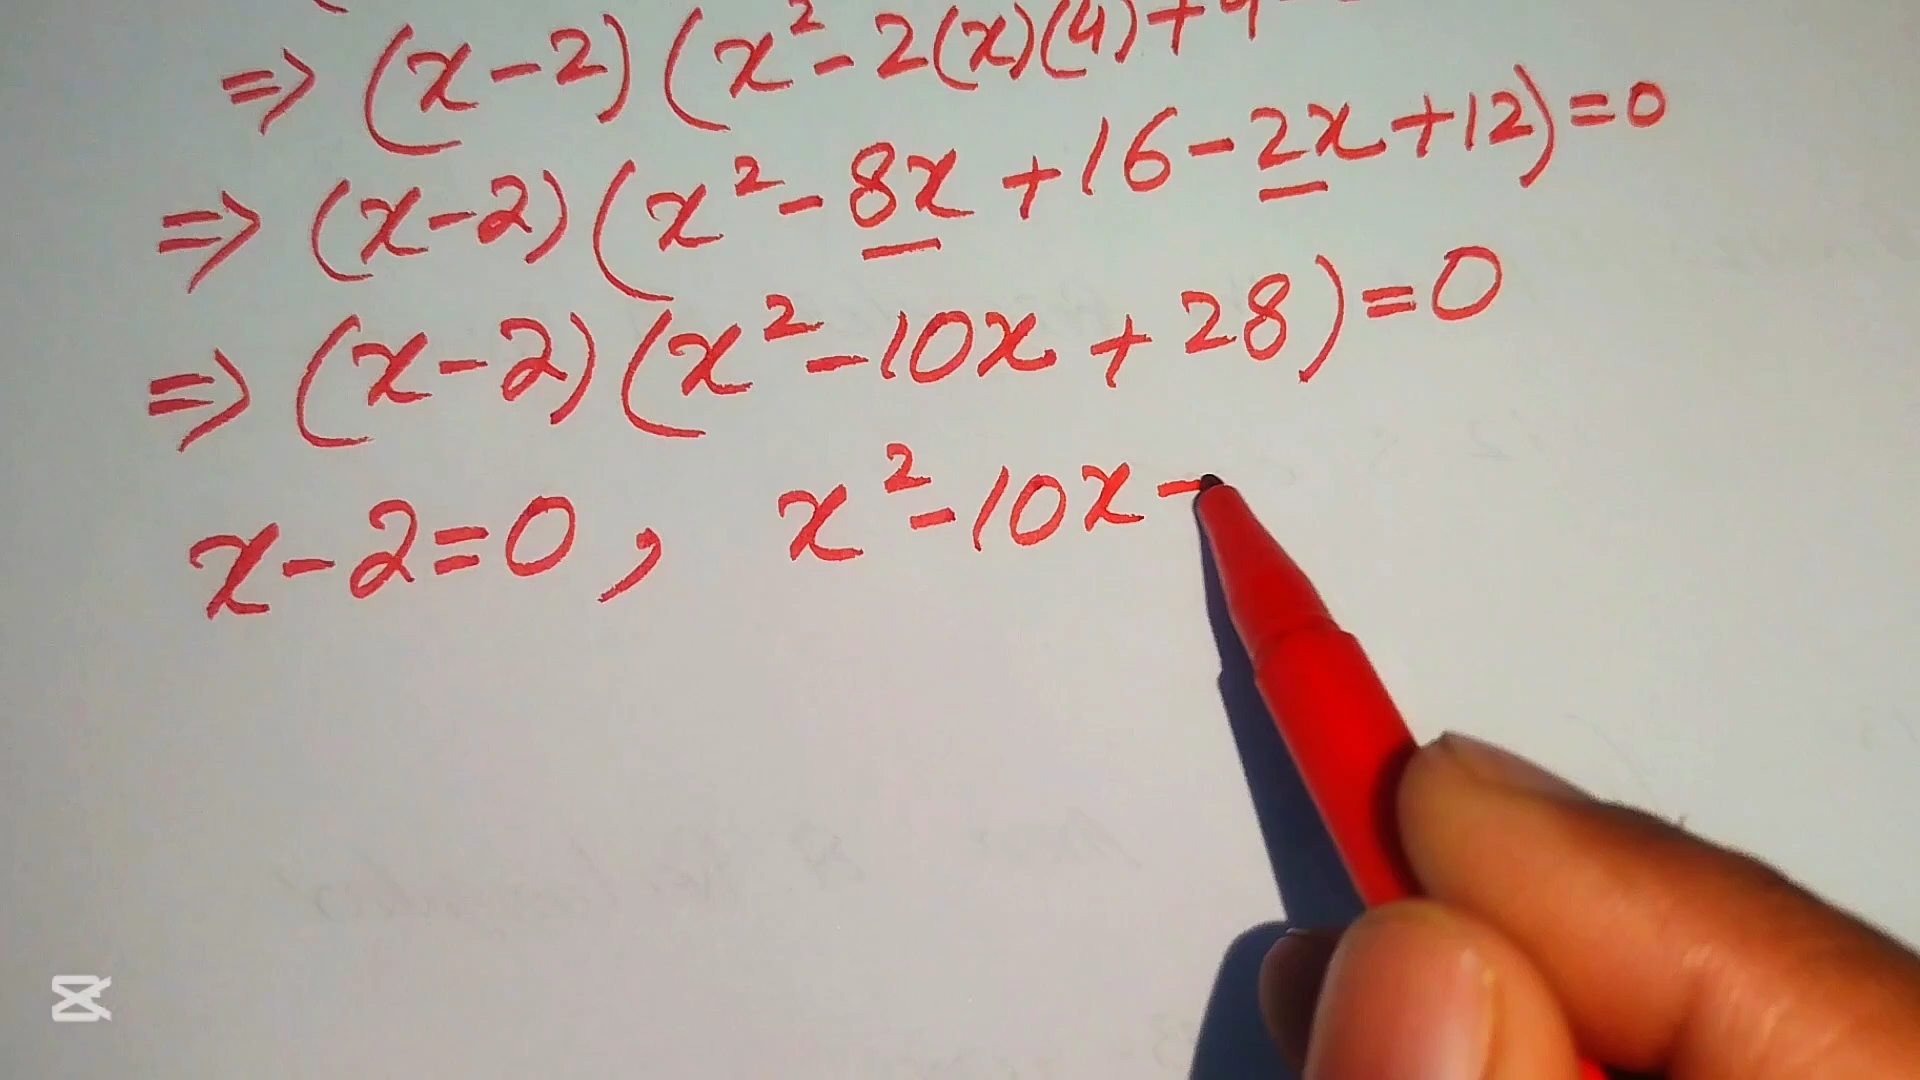 => (x-2)(x²-2(x)(4)+4
=> (x-2)(x²-8x+16-2x+12)=0
=> (x-2)(x²-10x+28)=0
x-2=0, x²-10x-